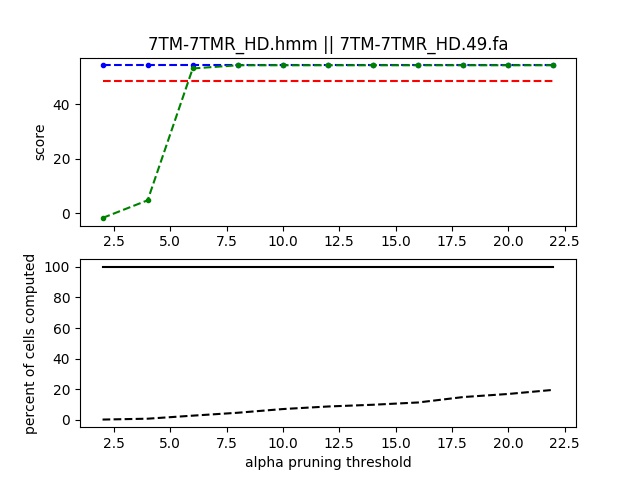 7TM-7TMR_HD.hmm || 7TM-7TMR_HD.49.fa
score
40
20
0
2.5 5.0 7.5 10.0 12.5 15.0 17.5 20.0 22.5
percent of cells computed
100
80
60
40
20
0
2.5 5.0 7.5 10.0 12.5 15.0 17.5 20.0 22.5
alpha pruning threshold